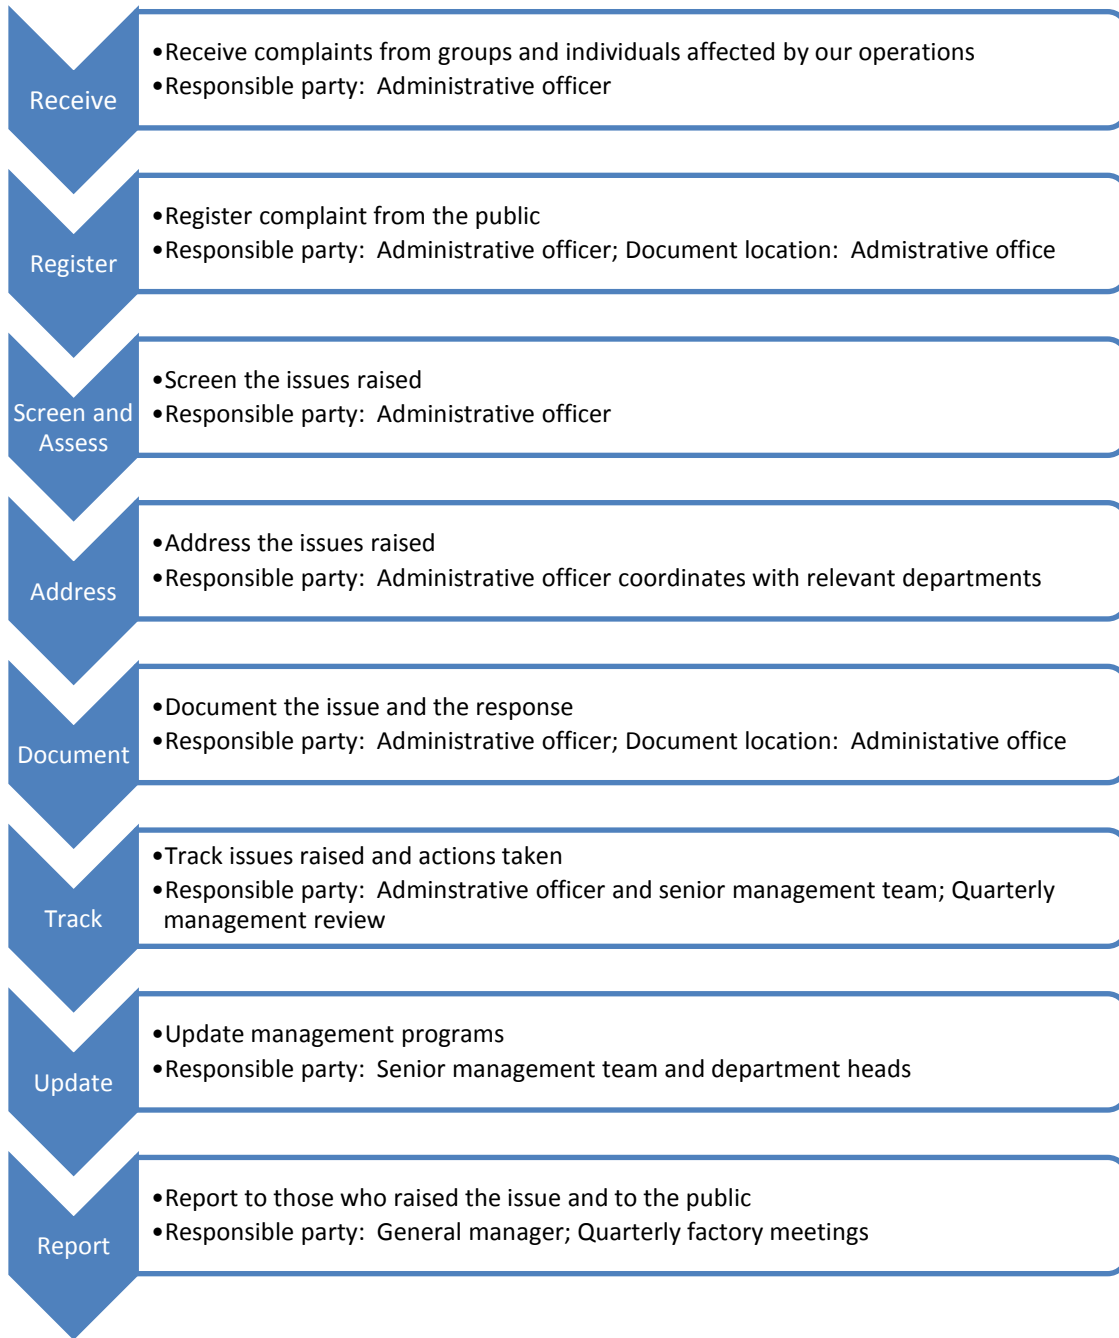 Receive
•Receive complaints from groups and individuals affected by our operations
•Responsible party:  Administrative officer
Register
•Register complaint from the public
•Responsible party:  Administrative officer; Document location:  Admistrative office
Screen and
Assess
•Screen the issues raised
•Responsible party:  Administrative officer
Address
•Address the issues raised
•Responsible party:  Administrative officer coordinates with relevant departments
Document
•Document the issue and the response
•Responsible party:  Administrative officer; Document location:  Administative office
Track
•Track issues raised and actions taken
•Responsible party:  Adminstrative officer and senior management team; Quarterly
management review
Update
•Update management programs
•Responsible party:  Senior management team and department heads
Report
•Report to those who raised the issue and to the public
•Responsible party:  General manager; Quarterly factory meetings